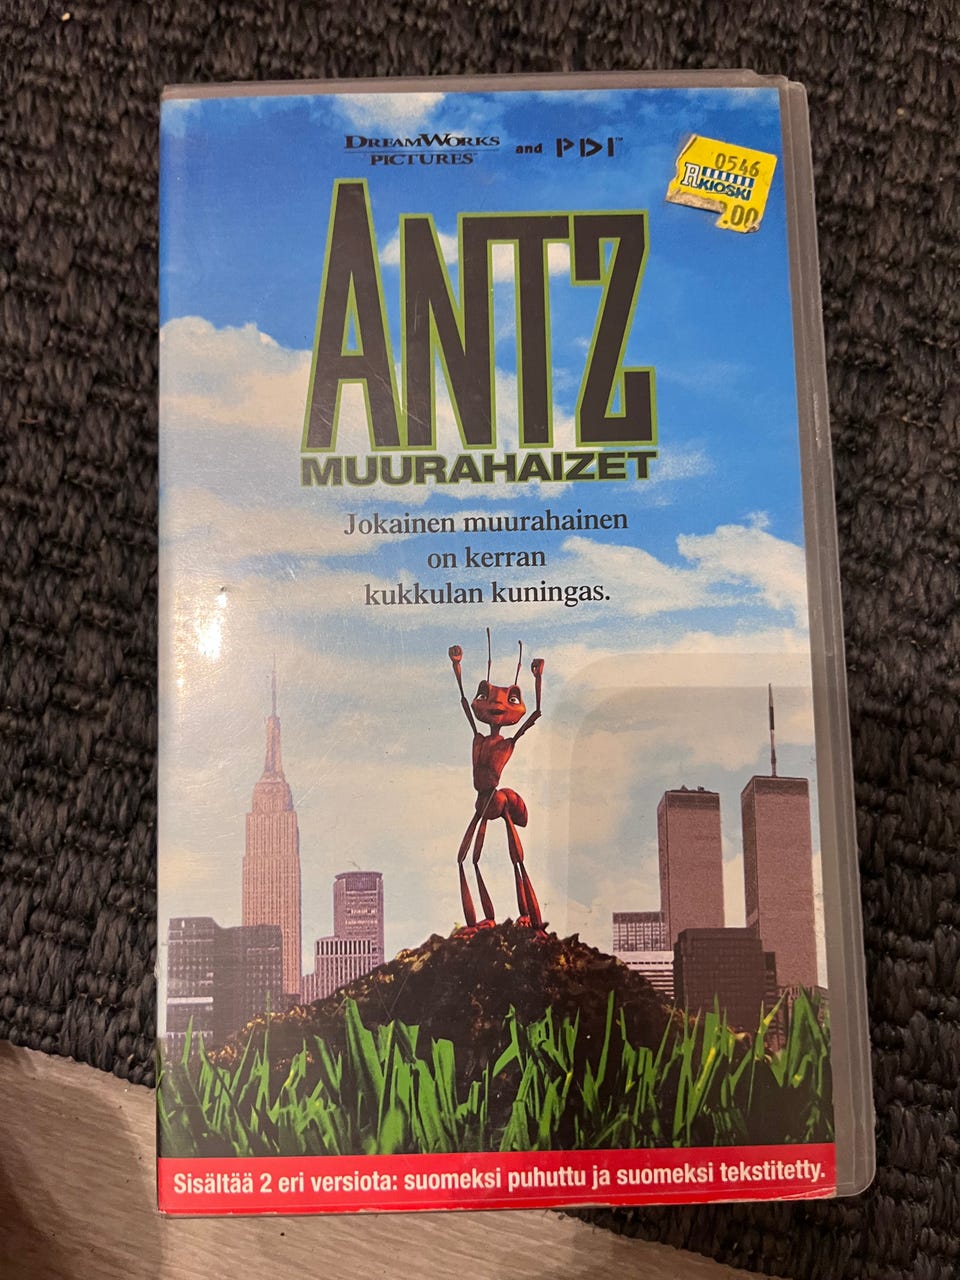 DREAMWORKS
PICTURES
and PDI™
0546
R KIOSKI
.00
ANTZ
MUURAHAIZET
Jokainen muurahainen
on kerran
kukkulan kuningas.
Sisältää 2 eri versiota: suomeksi puhuttu ja suomeksi tekstitetty.